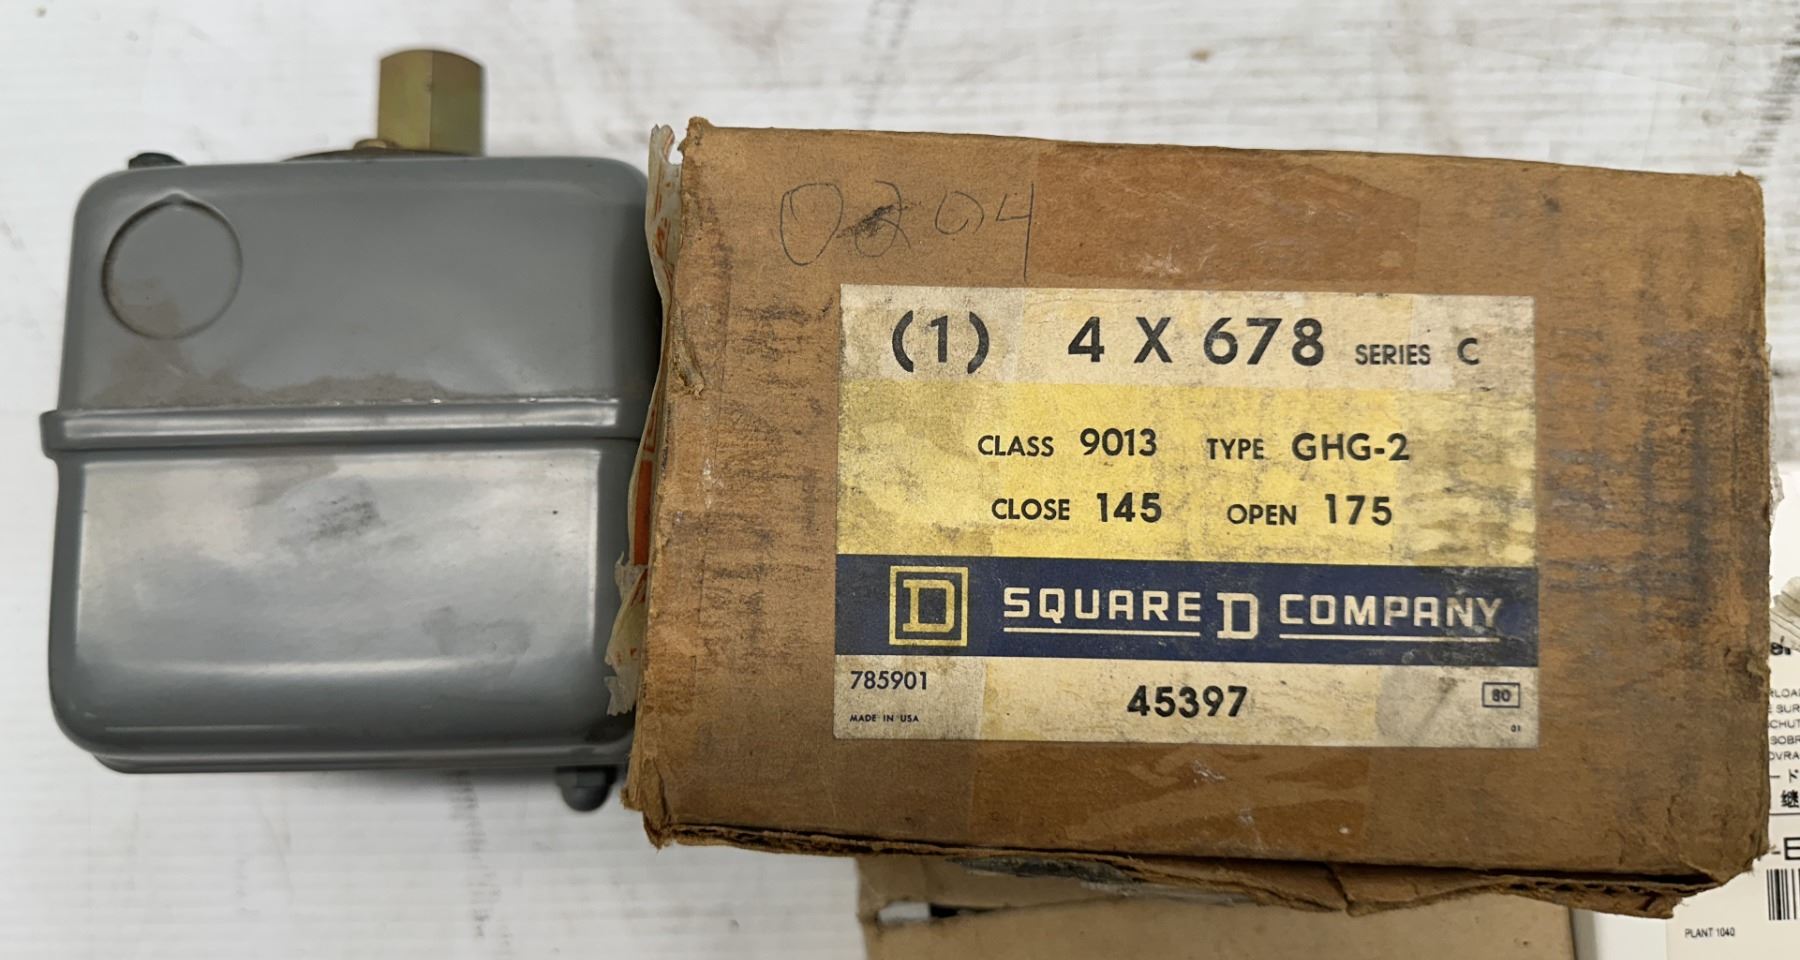 0204
(1) 4 X 678 SERIES C
CLASS 9013 TYPE GHG-2
CLOSE 145 OPEN 175
D SQUARE D COMPANY
785901
45397
80
MADE IN USA
01
PLANT 1040